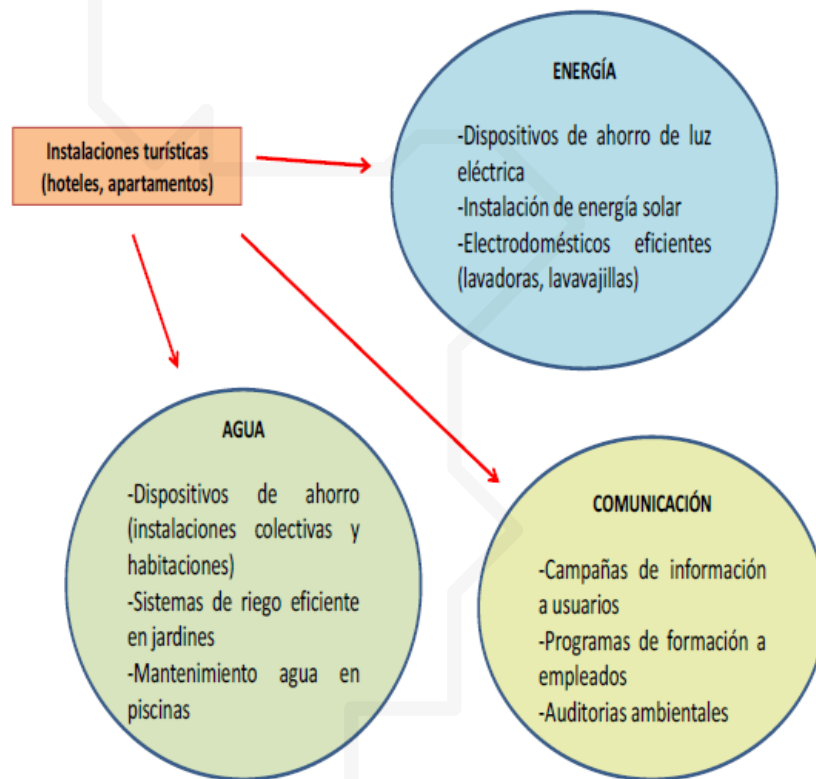 Instalaciones turísticas
(hoteles, apartamentos)
ENERGÍA
-Dispositivos de ahorro de luz
eléctrica
-Instalación de energía solar
-Electrodomésticos eficientes
(lavadoras, lavavajillas)
AGUA
-Dispositivos de ahorro
(instalaciones colectivas y
habitaciones)
-Sistemas de riego eficiente
en jardines
-Mantenimiento agua en
piscinas
COMUNICACIÓN
-Campañas de información
a usuarios
-Programas de formación a
empleados
-Auditorias ambientales